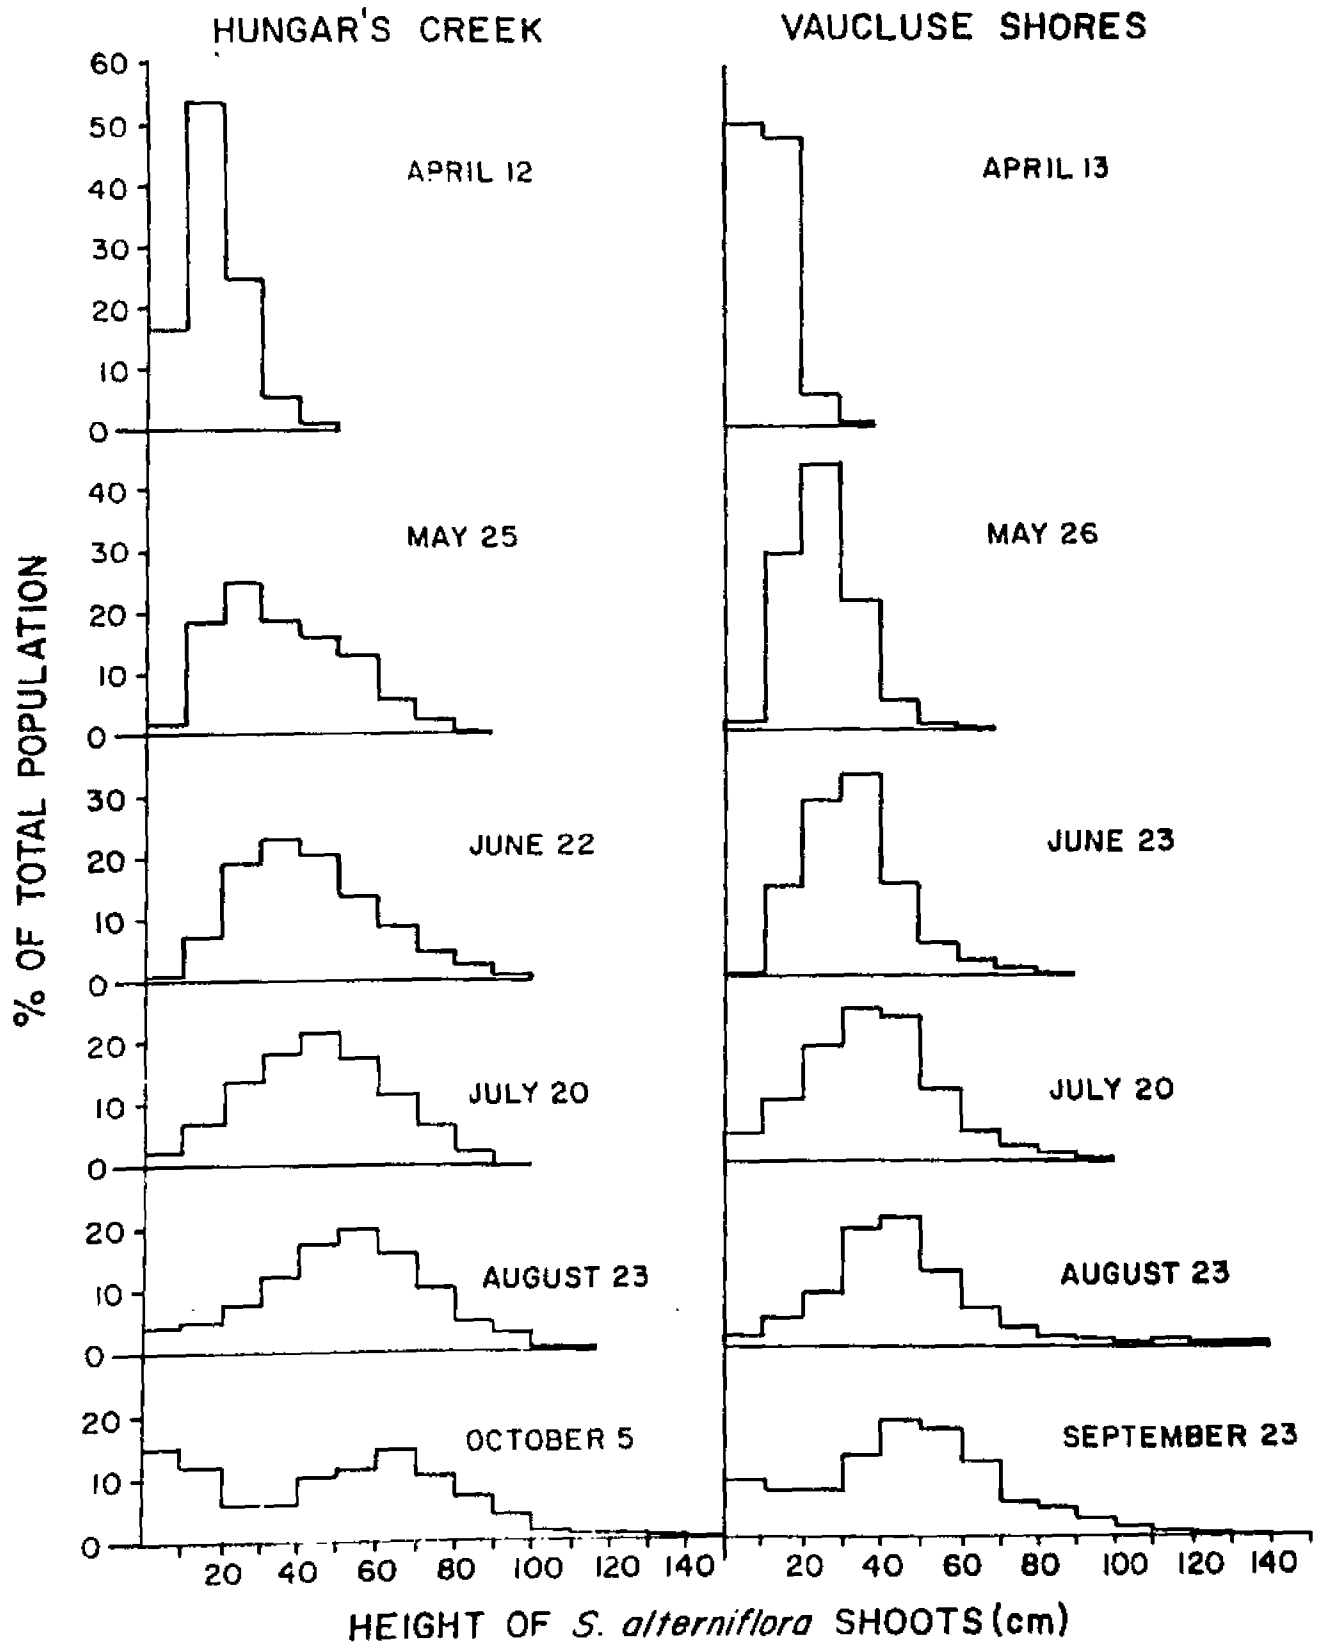 HUNGAR'S CREEK
VAUCLUSE SHORES
% OF TOTAL POPULATION
60
50
40
30
20
10
0
APRIL 12
APRIL 13
40
30
20
10
0
MAY 25
MAY 26
30
20
10
0
JUNE 22
JUNE 23
20
10
0
JULY 20
JULY 20
20
10
0
AUGUST 23
AUGUST 23
20
10
0
OCTOBER 5
SEPTEMBER 23
20 40 60 80 100 120 140 20 40 60 80 100 120 140
HEIGHT OF S. alterniflora SHOOTS (cm)